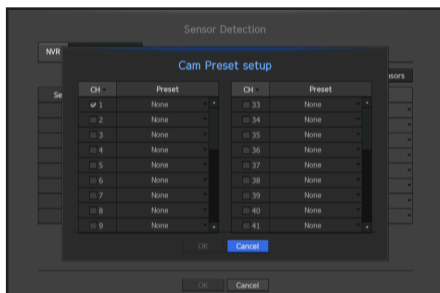 Sensor Detection
NVR
Cam Preset setup
sors
Se
CH Preset CH Preset
1 None 33 None
2 None 34 None
3 None 35 None
4 None 36 None
5 None 37 None
6 None 38 None
7 None 39 None
8 None 40 None
9 None 41 None
OK Cancel
OK Cancel